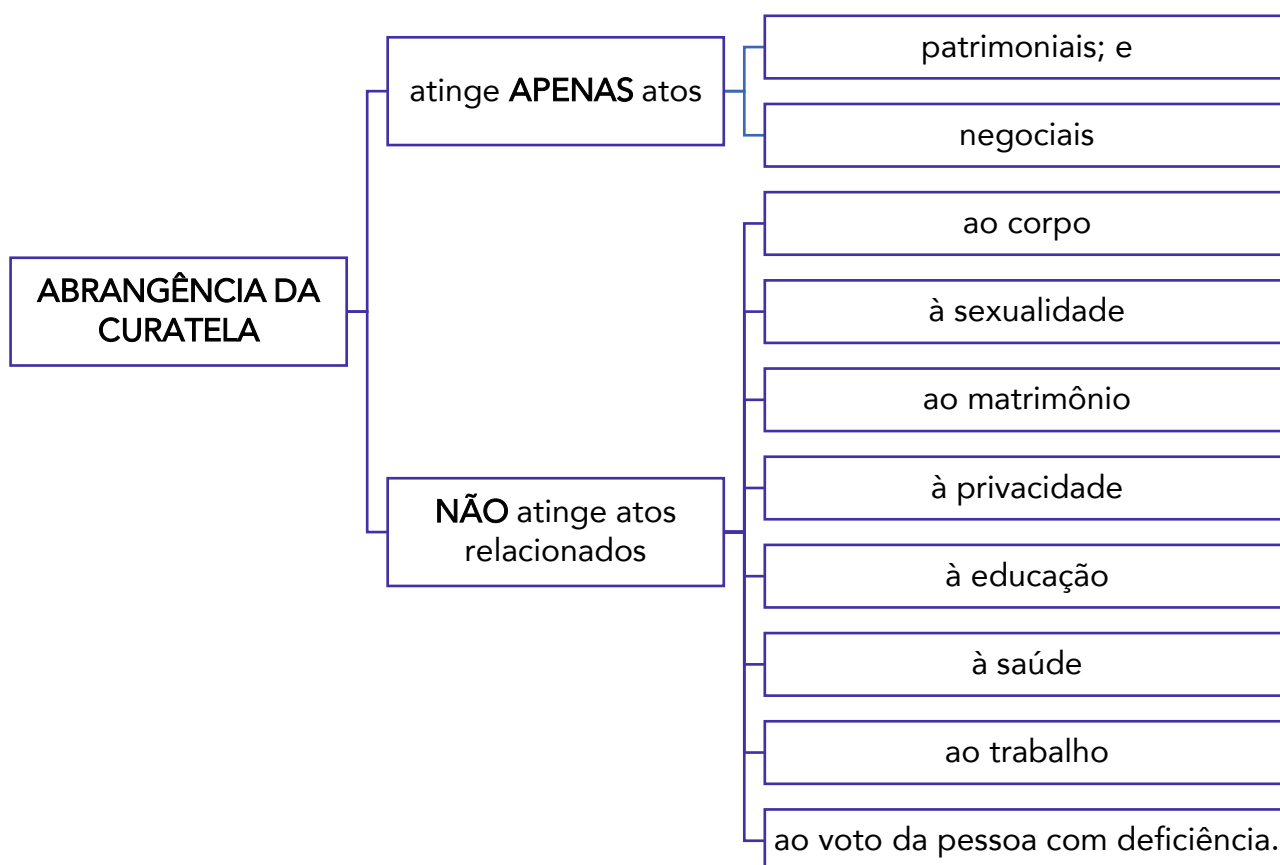 ABRANGÊNCIA DA
CURATELA
atinge APENAS atos
patrimoniais; e
negociais
NÃO atinge atos
relacionados
ao corpo
à sexualidade
ao matrimônio
à privacidade
à educação
à saúde
ao trabalho
ao voto da pessoa com deficiência.